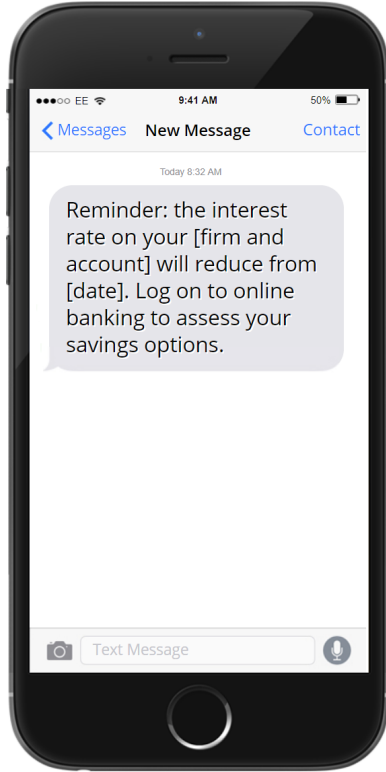 EE 9:41 AM 50%
Messages New Message Contact
Today 8:32 AM
Reminder: the interest
rate on your [firm and
account] will reduce from
[date]. Log on to online
banking to assess your
savings options.
Text Message